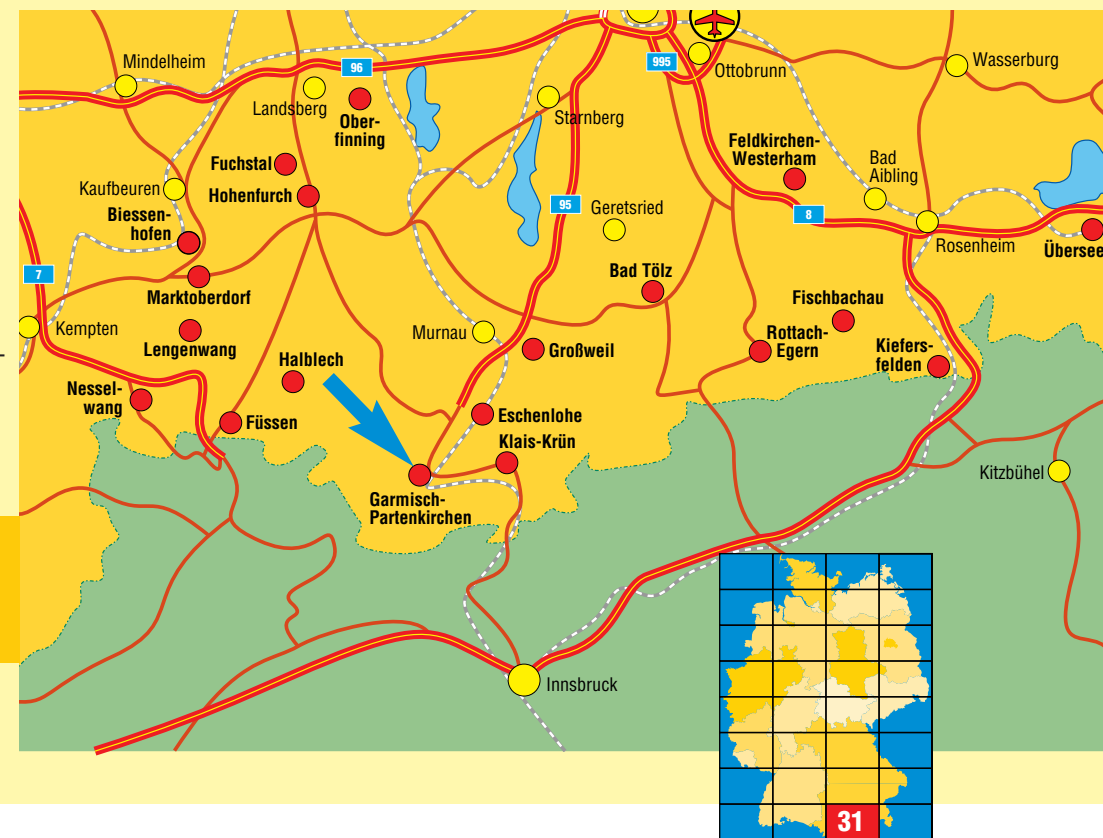 Mindelheim
96
995
Ottobrunn
Wasserburg
Landsberg
Ober-
finning
Starnberg
Feldkirchen-
Westerham
Bad
Aibling
Fuchstal
Kaufbeuren
Hohenfurch
95
Geretsried
8
Rosenheim
Übersee
Biessen-
hofen
7
Marktoberdorf
Bad Tölz
Fischbachau
Kempten
Lengenwang
Murnau
Großweil
Rottach-
Egern
Kiefers-
felden
Halblech
Nessel-
wang
Füssen
Eschenlohe
Klais-Krün
Kitzbühel
Garmisch-
Partenkirchen
Innsbruck
31